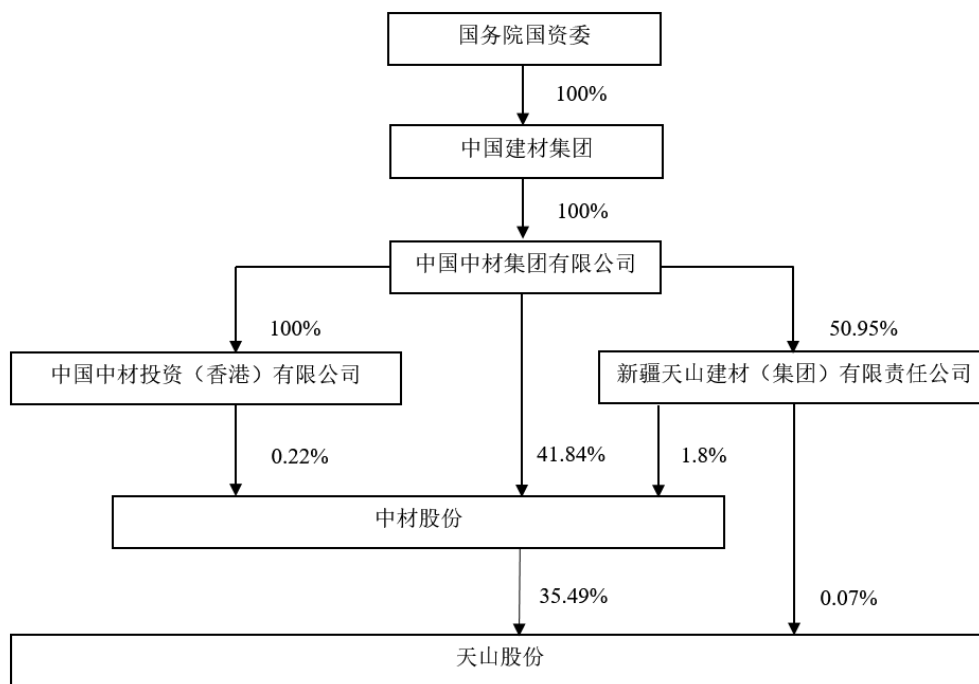 国务院国资委
100%
中国建材集团
100%
中国中材集团有限公司
100%
50.95%
中国中材投资（香港）有限公司
新疆天山建材（集团）有限责任公司
0.22%
41.84%
1.8%
中材股份
35.49%
0.07%
天山股份